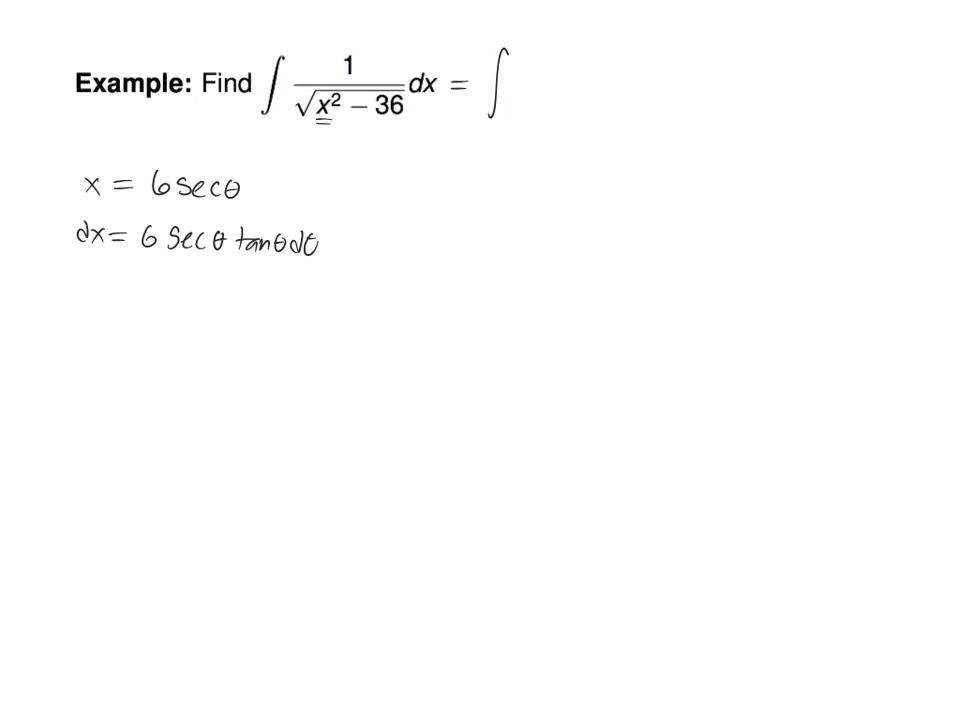 Example: Find ∫ 1/√(x² − 36) dx = ∫
x = 6 secθ
dx = 6 secθ tanθ dθ